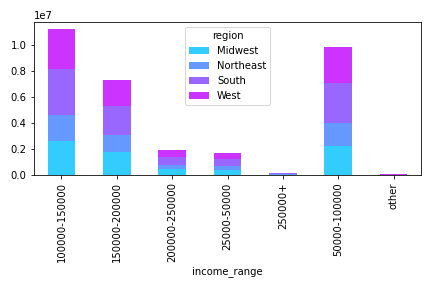 1e7
region
Midwest
Northeast
South
West
1.0
0.8
0.6
0.4
0.2
0.0
100000-150000
150000-200000
200000-250000
25000-50000
250000+
50000-100000
other
income_range